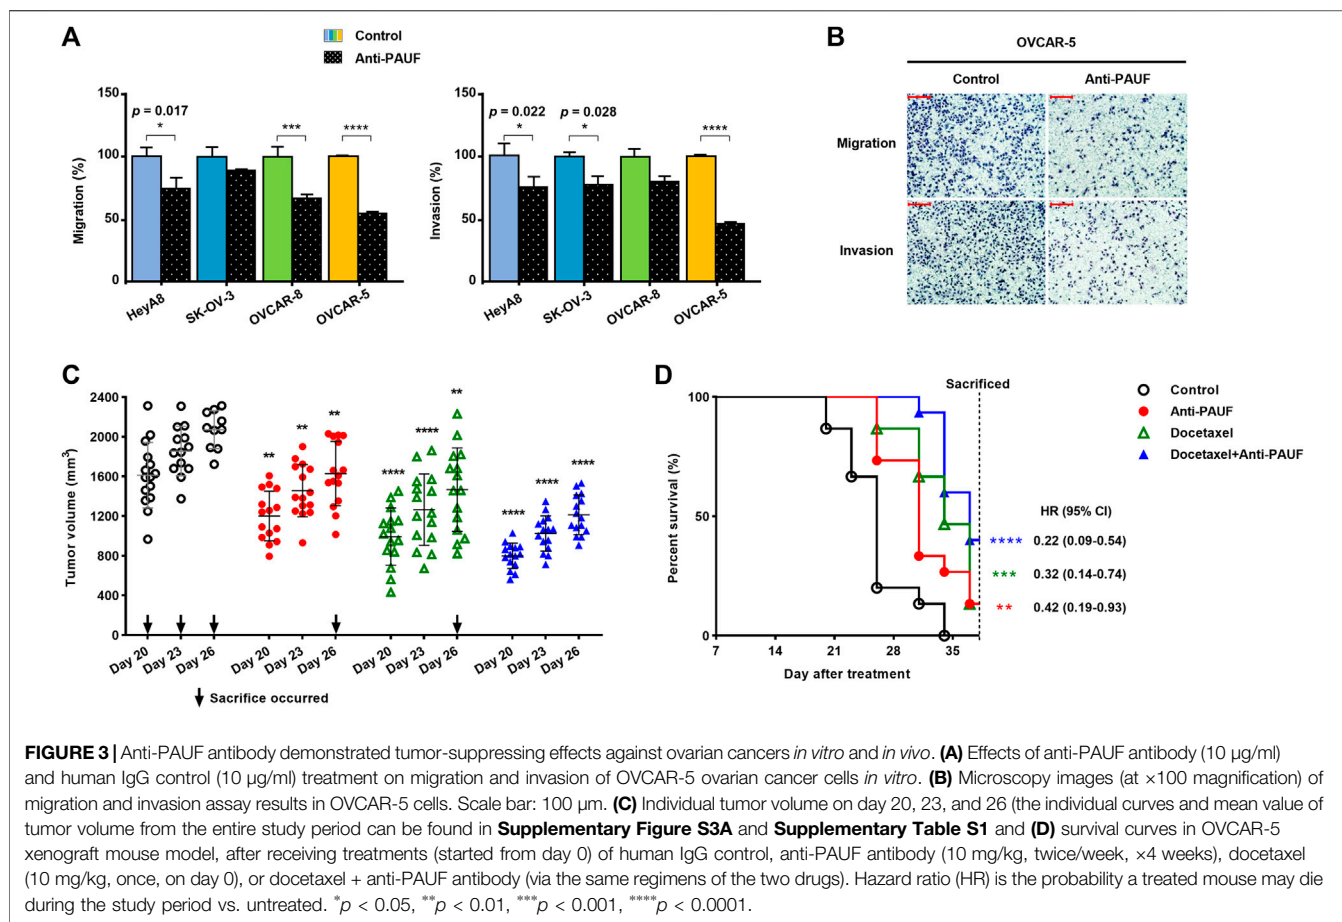 A
Control
Anti-PAUF
150
100
50
0
Migration (%)
p = 0.017
*
***
****
HeyA8
SK-OV-3
OVCAR-8
OVCAR-5
150
100
50
0
Invasion (%)
p = 0.022
*
p = 0.028
*
****
HeyA8
SK-OV-3
OVCAR-8
OVCAR-5
B
OVCAR-5
Control
Anti-PAUF
Migration
Invasion
C
2400
2000
1600
1200
800
400
0
Tumor volume (mm³)
**
**
**
****
****
**
****
****
****
Day 20
Day 23
Day 26
Day 20
Day 23
Day 26
Day 20
Day 23
Day 26
Day 20
Day 23
Day 26
Sacrifice occurred
D
Sacrificed
100
50
0
Percent survival (%)
7
14
21
28
35
Day after treatment
Control
Anti-PAUF
Docetaxel
Docetaxel+Anti-PAUF
HR (95% CI)
**** 0.22 (0.09-0.54)
*** 0.32 (0.14-0.74)
** 0.42 (0.19-0.93)
FIGURE 3 | Anti-PAUF antibody demonstrated tumor-suppressing effects against ovarian cancers in vitro and in vivo. (A) Effects of anti-PAUF antibody (10 µg/ml)
and human IgG control (10 µg/ml) treatment on migration and invasion of OVCAR-5 ovarian cancer cells in vitro. (B) Microscopy images (at ×100 magnification) of
migration and invasion assay results in OVCAR-5 cells. Scale bar: 100 µm. (C) Individual tumor volume on day 20, 23, and 26 (the individual curves and mean value of
tumor volume from the entire study period can be found in Supplementary Figure S3A and Supplementary Table S1 and (D) survival curves in OVCAR-5
xenograft mouse model, after receiving treatments (started from day 0) of human IgG control, anti-PAUF antibody (10 mg/kg, twice/week, ×4 weeks), docetaxel
(10 mg/kg, once, on day 0), or docetaxel + anti-PAUF antibody (via the same regimens of the two drugs). Hazard ratio (HR) is the probability a treated mouse may die
during the study period vs. untreated. *p < 0.05, **p < 0.01, ***p < 0.001, ****p < 0.0001.